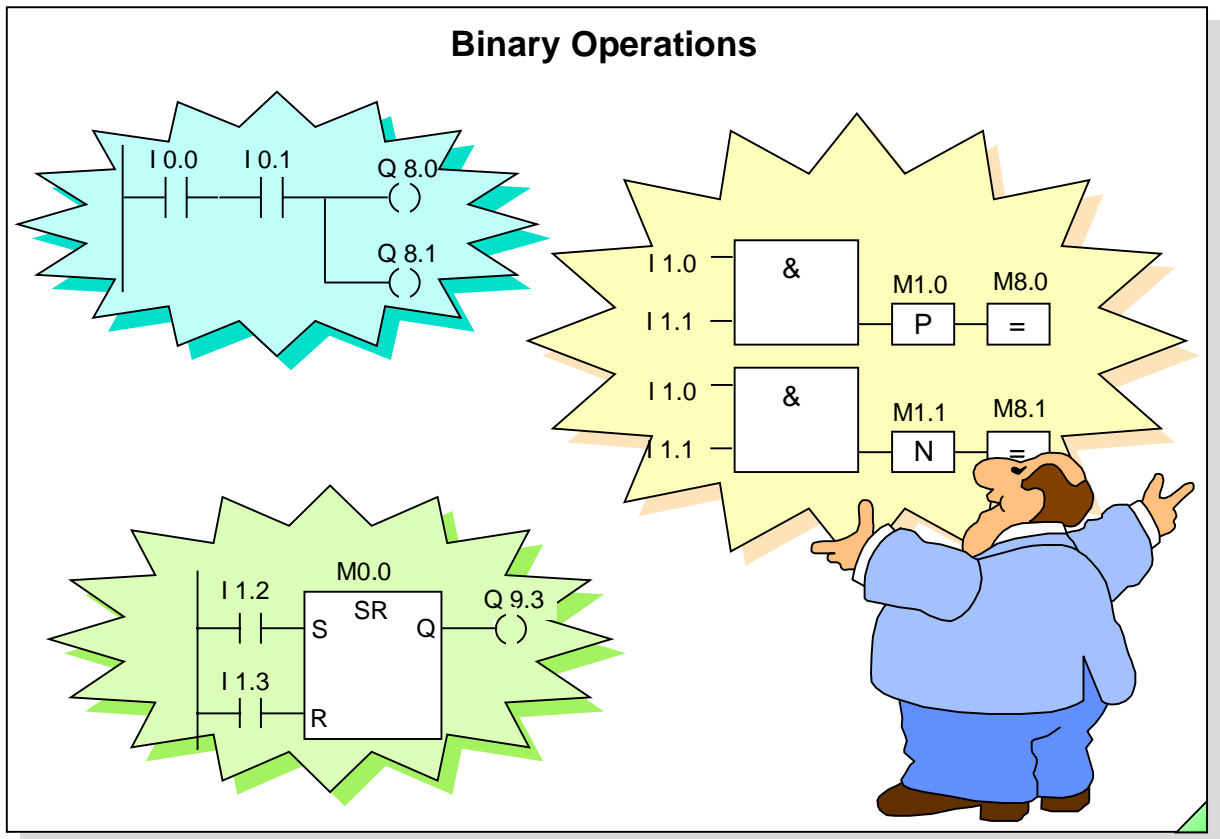 Binary Operations
I 0.0 I 0.1 Q 8.0
Q 8.1
I 1.0 &
M1.0 M8.0
I 1.1 P =
I 1.0 &
M1.1 M8.1
I 1.1 N =
M0.0
I 1.2 SR Q 9.3
S Q
I 1.3
R